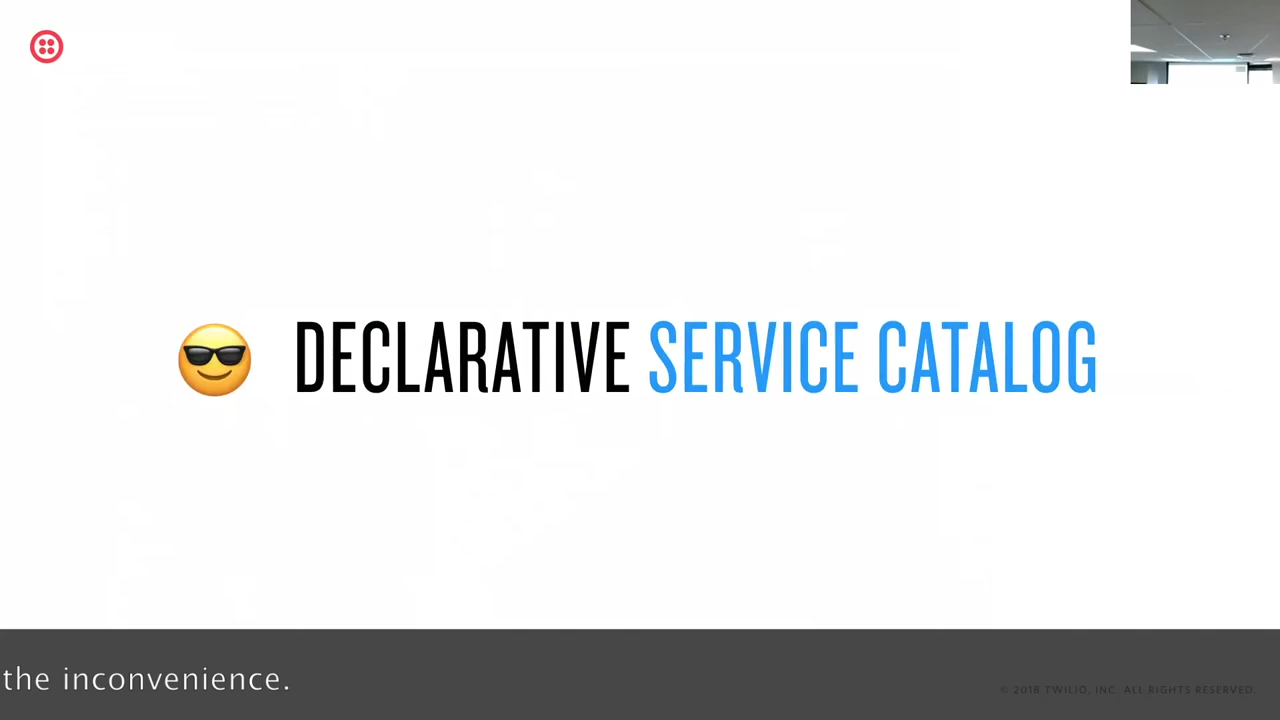 DECLARATIVE SERVICE CATALOG
the inconvenience.
© 2018 TWILIO, INC. ALL RIGHTS RESERVED.